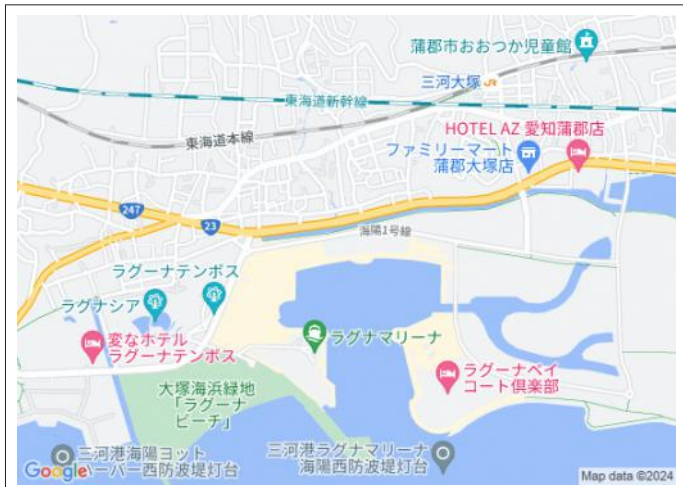 蒲郡市おおつか児童館
三河大塚
東海道新幹線
HOTEL AZ 愛知蒲郡店
東海道本線
ファミリーマート
蒲郡大塚店
247
23
海陽1号線
ラグーナテンボス
ラグナシア
変なホテル
ラグーナテンボス
ラグナマリーナ
ラグーナベイ
コート倶楽部
大塚海浜緑地
「ラグーナ
ビーチ」
三河港海陽ヨット
ハーバー西防波堤灯台
三河港ラグナマリーナ
海陽西防波堤灯台
Google
Map data ©2024